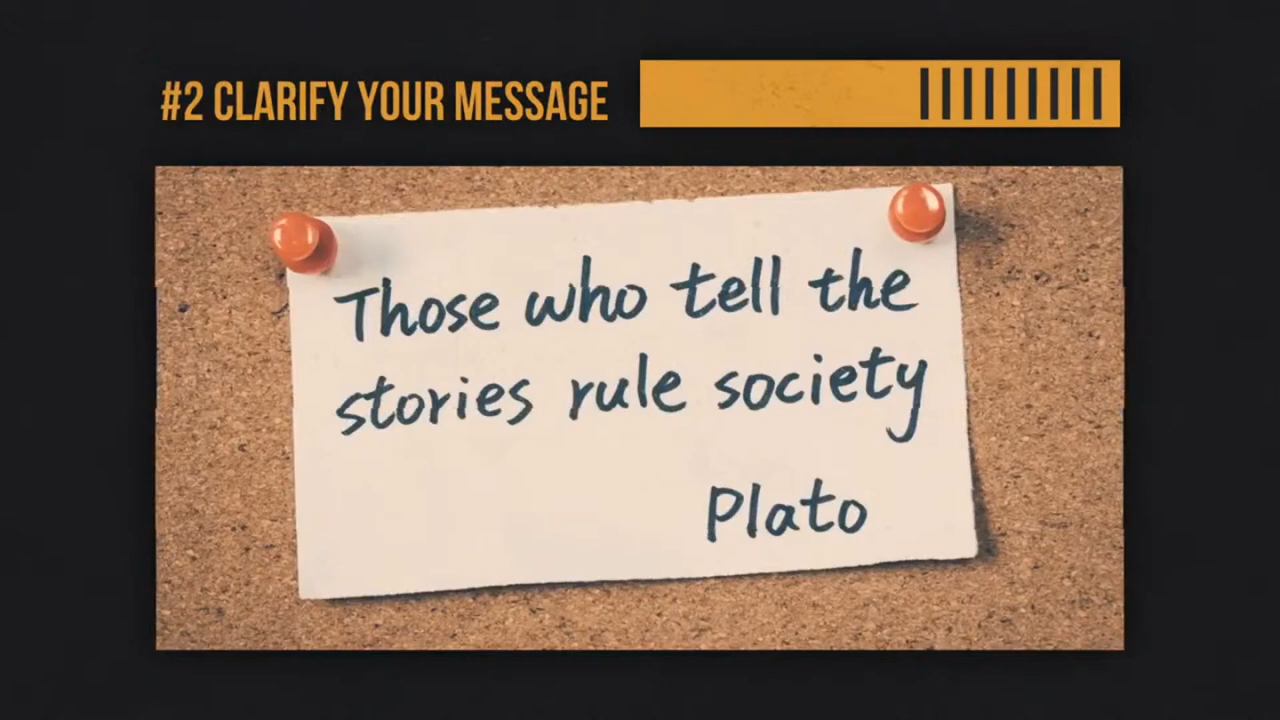 #2 CLARIFY YOUR MESSAGE
Those who tell the
stories rule society
Plato